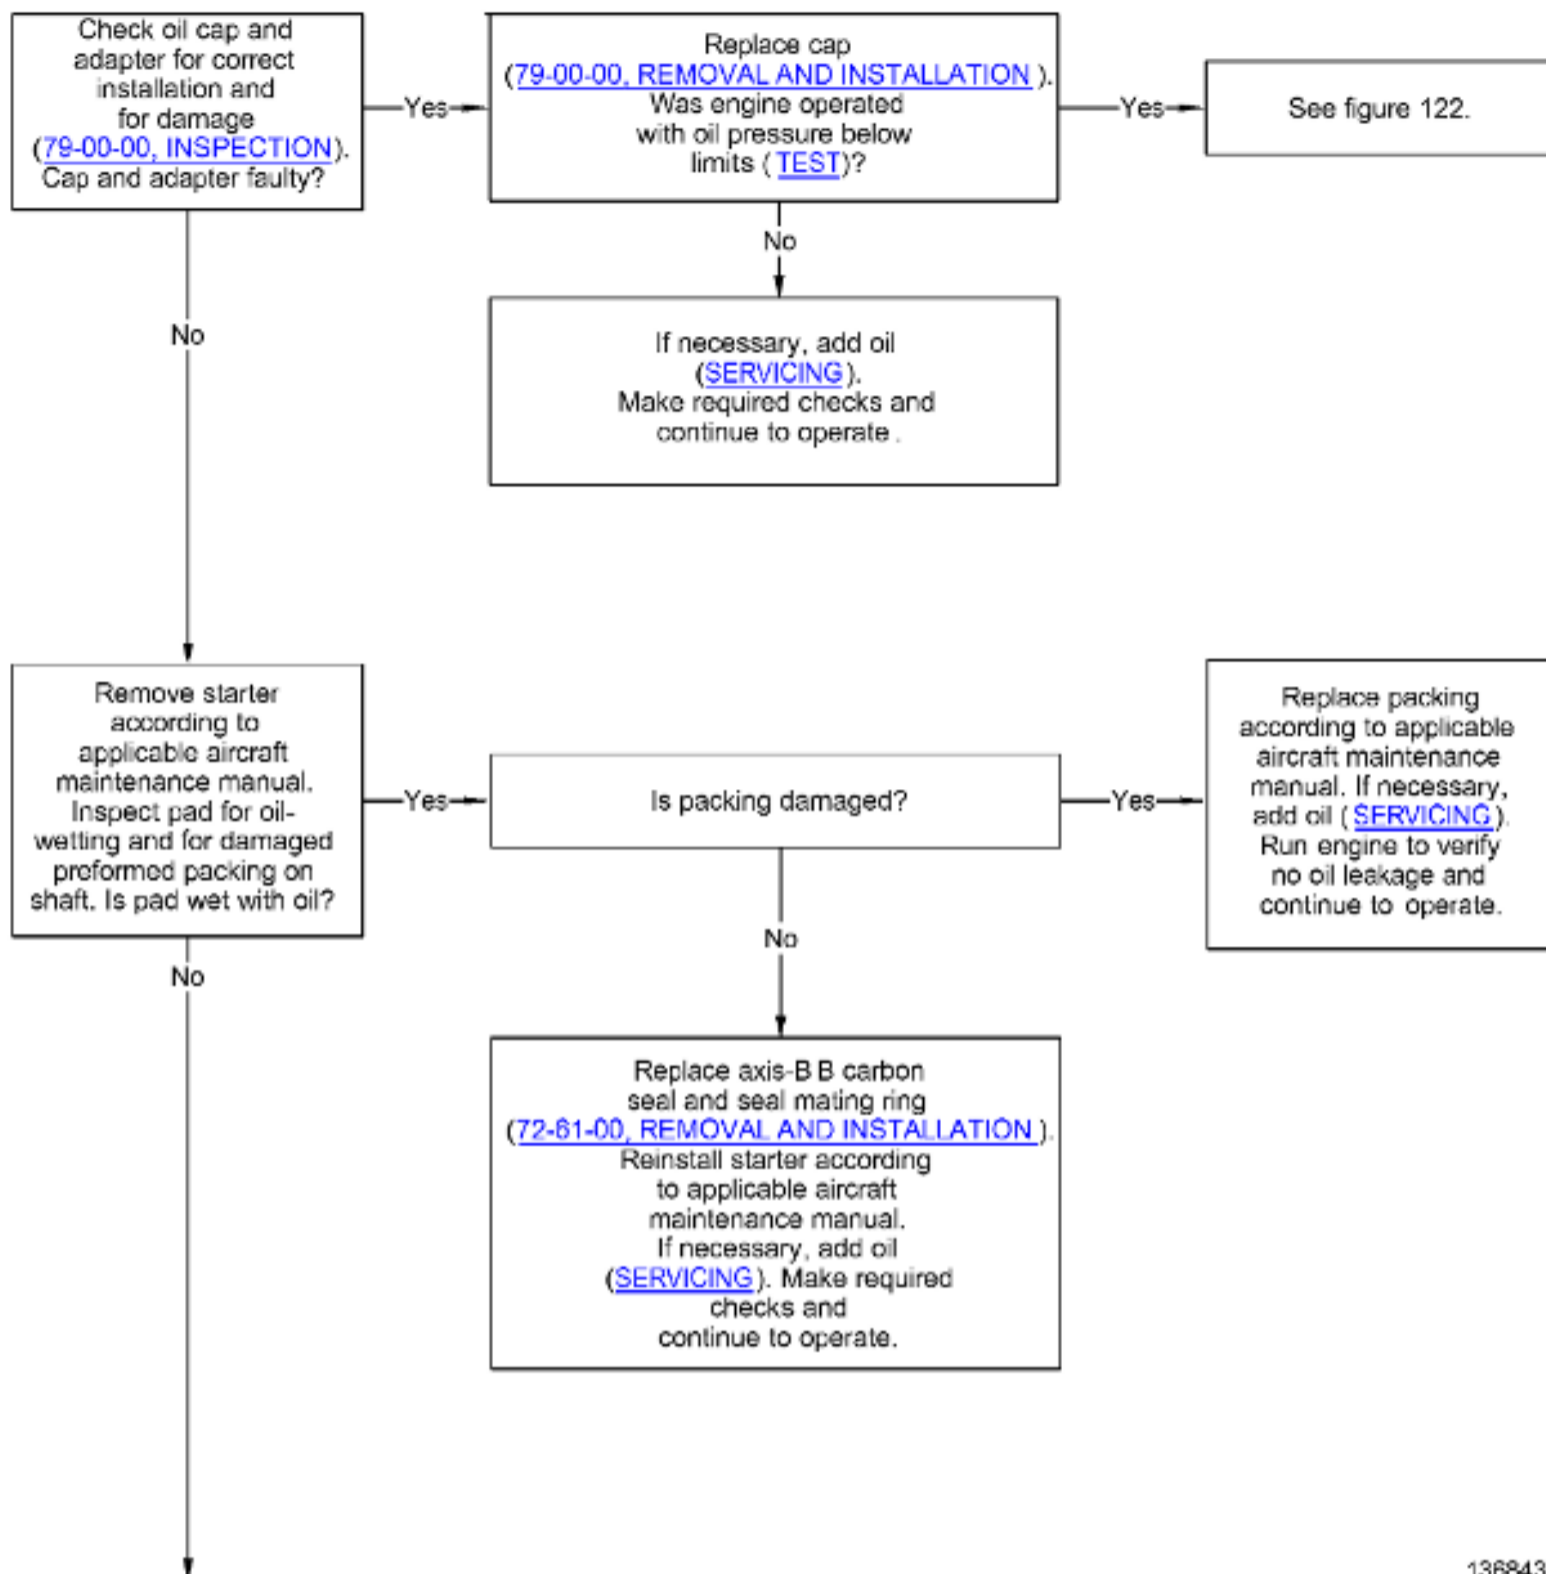 Check oil cap and
adapter for correct
installation and
for damage
(79-00-00, INSPECTION).
Cap and adapter faulty?
Yes
Replace cap
(79-00-00, REMOVAL AND INSTALLATION ).
Was engine operated
with oil pressure below
limits ( TEST)?
Yes
See figure 122.
No
If necessary, add oil
(SERVICING).
Make required checks and
continue to operate .
No
Remove starter
according to
applicable aircraft
maintenance manual.
Inspect pad for oil-
wetting and for damaged
preformed packing on
shaft. Is pad wet with oil?
Yes
Is packing damaged?
Yes
Replace packing
according to applicable
aircraft maintenance
manual. If necessary,
add oil ( SERVICING).
Run engine to verify
no oil leakage and
continue to operate.
No
Replace axis-B B carbon
seal and seal mating ring
(72-61-00, REMOVAL AND INSTALLATION ).
Reinstall starter according
to applicable aircraft
maintenance manual.
If necessary, add oil
(SERVICING). Make required
checks and
continue to operate.
No
136843